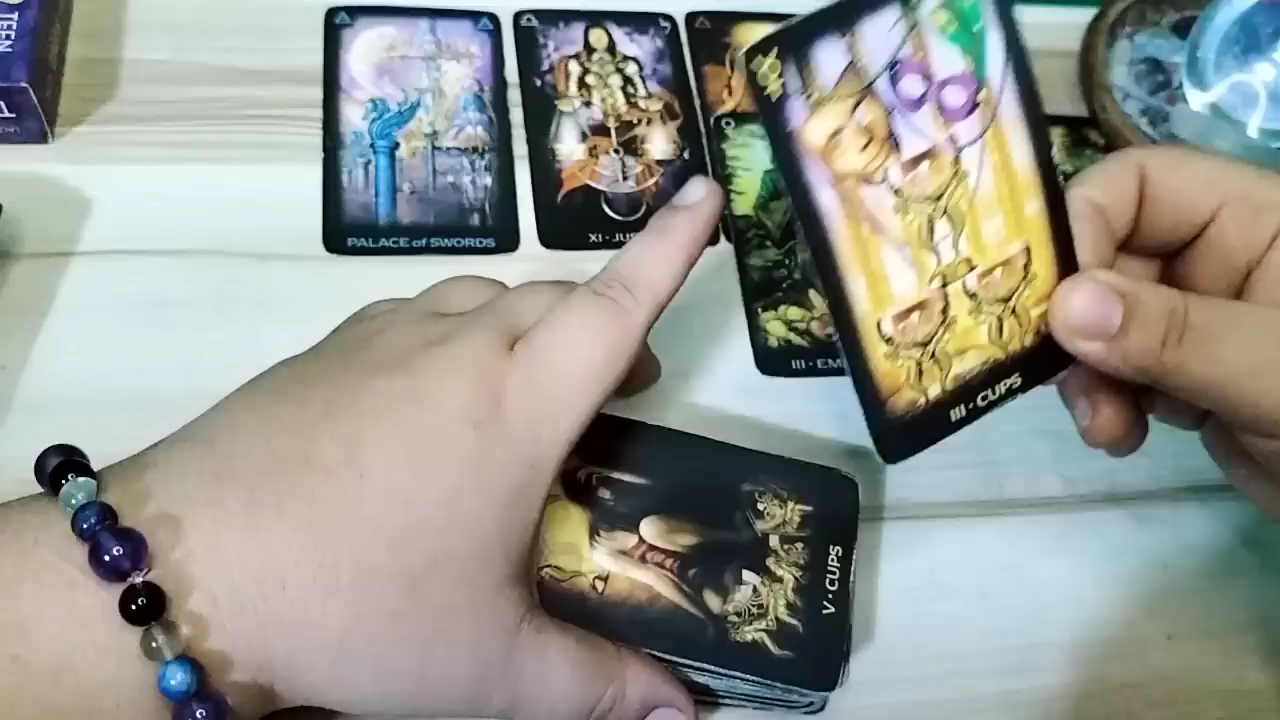 TEEN
PALACE of SWORDS
XI • JUS
III • EM
III • CUPS
V • CUPS